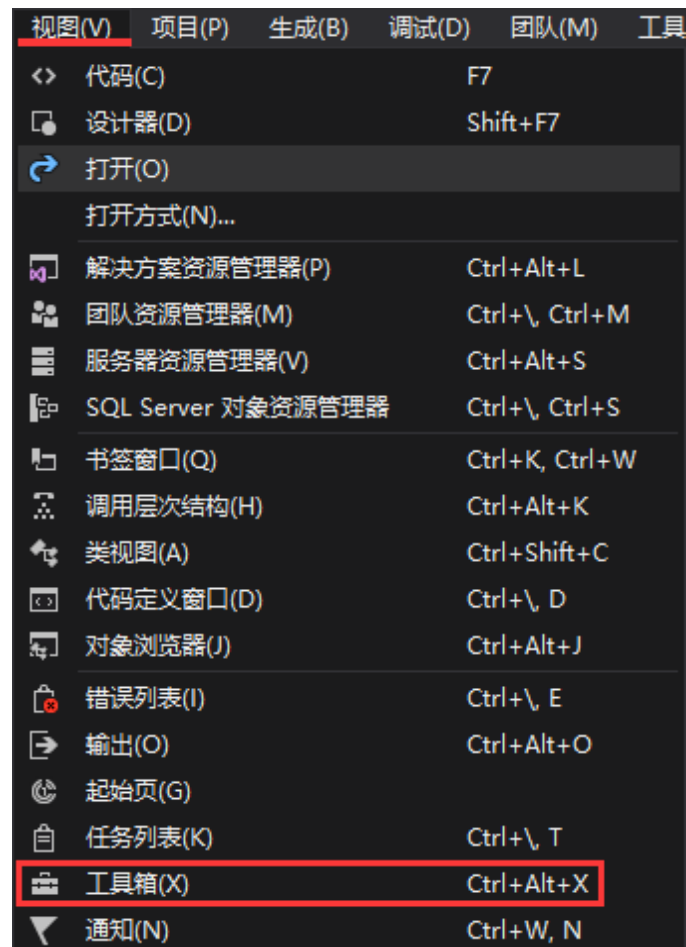 视图(V) 项目(P) 生成(B) 调试(D) 团队(M) 工具
代码(C) F7
设计器(D) Shift+F7
打开(O)
打开方式(N)...
解决方案资源管理器(P) Ctrl+Alt+L
团队资源管理器(M) Ctrl+\, Ctrl+M
服务器资源管理器(V) Ctrl+Alt+S
SQL Server 对象资源管理器 Ctrl+\, Ctrl+S
书签窗口(Q) Ctrl+K, Ctrl+W
调用层次结构(H) Ctrl+Alt+K
类视图(A) Ctrl+Shift+C
代码定义窗口(D) Ctrl+\, D
对象浏览器(J) Ctrl+Alt+J
错误列表(I) Ctrl+\, E
输出(O) Ctrl+Alt+O
起始页(G)
任务列表(K) Ctrl+\, T
工具箱(X) Ctrl+Alt+X
通知(N) Ctrl+W, N